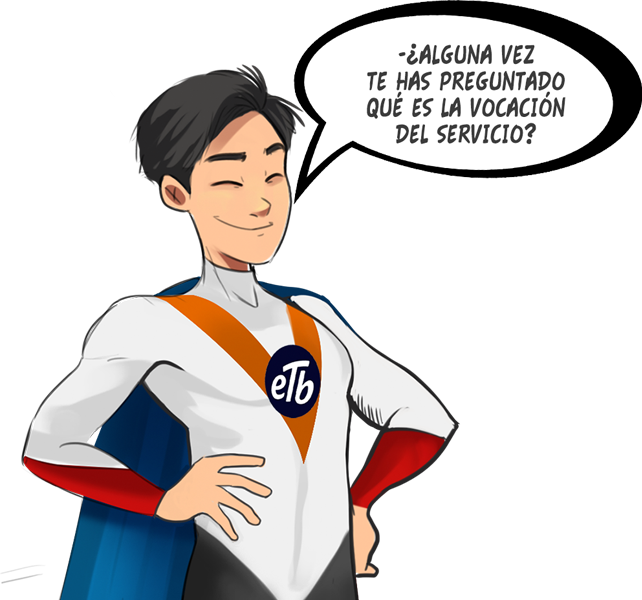 -¿ALGUNA VEZ
TE HAS PREGUNTADO
QUÉ ES LA VOCACIÓN
DEL SERVICIO?
eTb